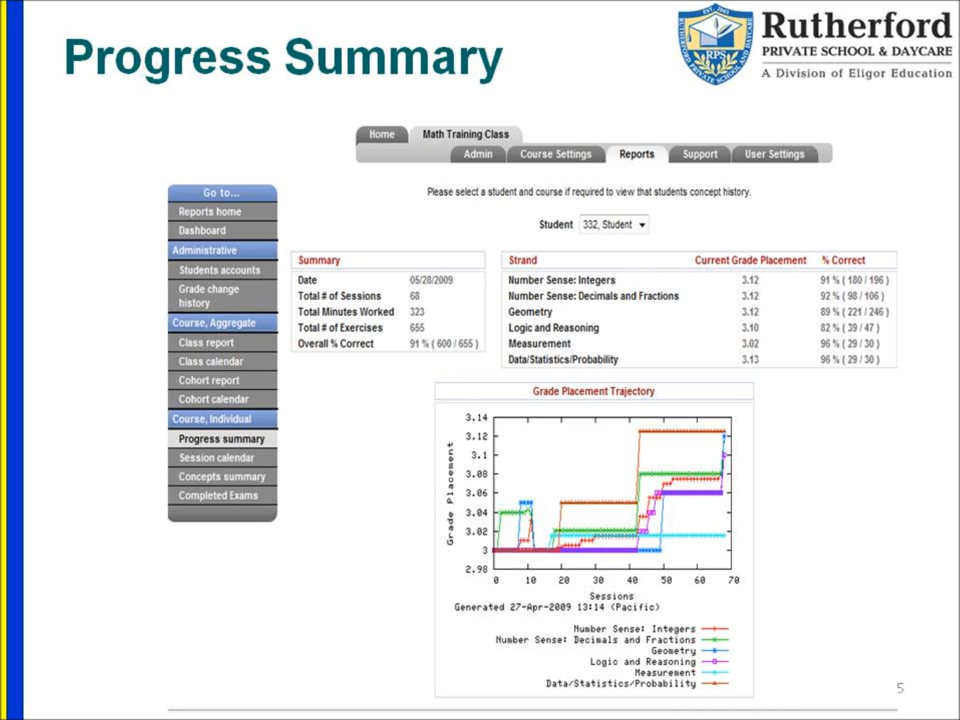 Progress Summary
EST. 2003
RUTHERFORD
PRIVATE SCHOOL AND DAYCARE
RPS
Rutherford
PRIVATE SCHOOL & DAYCARE
A Division of Eligor Education
Home Math Training Class
Admin Course Settings Reports Support User Settings
Go to...
Reports home
Dashboard
Administrative
Students accounts
Grade change
history
Course, Aggregate
Class report
Class calendar
Cohort report
Cohort calendar
Course, Individual
Progress summary
Session calendar
Concepts summary
Completed Exams
Please select a student and course if required to view that students concept history.
Student 332, Student
Summary
Date 05/28/2009
Total # of Sessions 68
Total Minutes Worked 323
Total # of Exercises 655
Overall % Correct 91 % ( 600 / 655 )
Strand Current Grade Placement % Correct
Number Sense: Integers 3.12 91 % ( 180 / 196 )
Number Sense: Decimals and Fractions 3.12 92 % ( 98 / 106 )
Geometry 3.12 89 % ( 221 / 246 )
Logic and Reasoning 3.10 82 % ( 39 / 47 )
Measurement 3.02 96 % ( 29 / 30 )
Data/Statistics/Probability 3.13 96 % ( 29 / 30 )
Grade Placement Trajectory
Grade Placement
3.14
3.12
3.1
3.08
3.06
3.04
3.02
3
2.98
0 10 20 30 40 50 60 70
Sessions
Generated 27-Apr-2009 13:14 (Pacific)
Number Sense: Integers
Number Sense: Decimals and Fractions
Geometry
Logic and Reasoning
Measurement
Data/Statistics/Probability
5